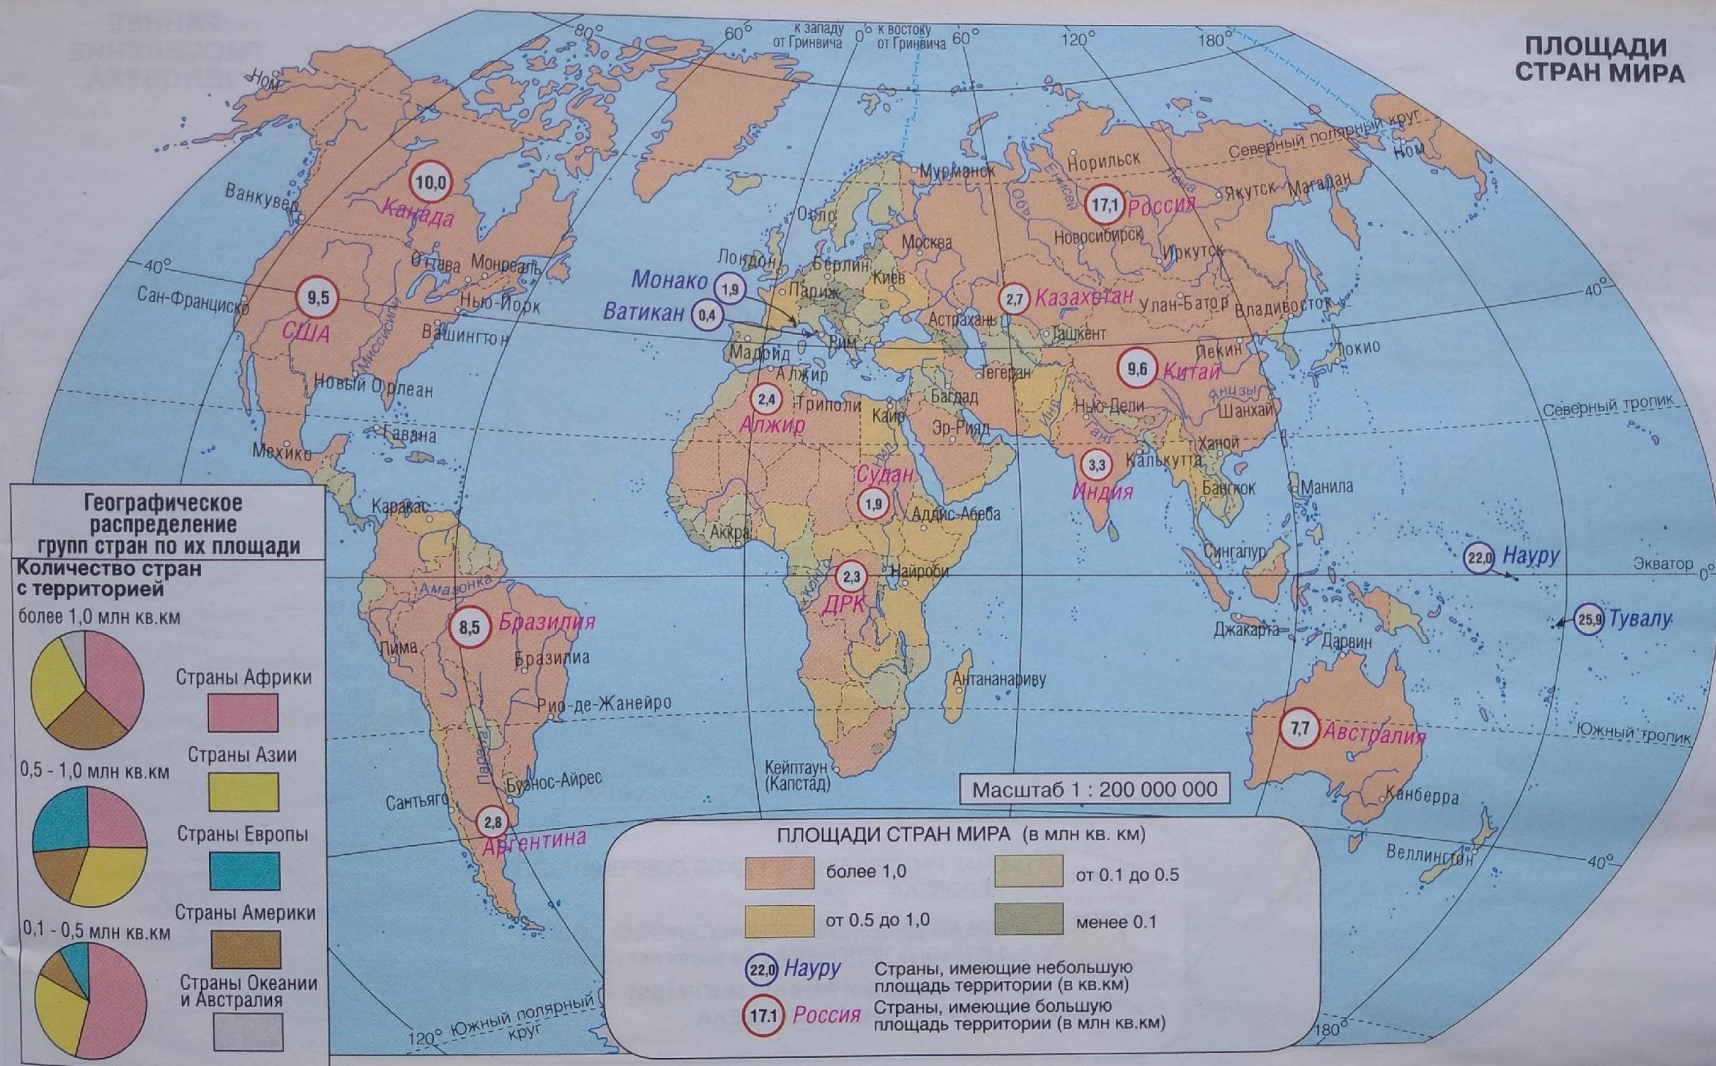 ПЛОЩАДИ
СТРАН МИРА
80°
60°
к западу
от Гринвича
0°
к востоку
от Гринвича
60°
120°
180°
Ном
Северный полярный круг
Ном
Мурманск
Норильск
Енисей
Обь
Лена
Якутск
Магадан
10,0
Канада
17,1
Россия
Ванкувер
Осло
Москва
Новосибирск
Иркутск
Оттава
Монреаль
Лондон
Берлин
Киев
40°
Монако
1,9
Париж
2,7
Казахстан
Улан-Батор
Владивосток
40°
Сан-Франциско
9,5
США
Миссисипи
Нью-Йорк
Вашингтон
Ватикан
0,4
Астрахань
Ташкент
Рим
Мадрид
Пекин
Токио
9,6
Китай
Новый Орлеан
Алжир
2,4
Алжир
Триполи
Каир
Тегеран
Багдад
Эр-Рияд
Инд
Нью-Дели
Ганг
Янцзы
Шанхай
Северный тропик
Гавана
Мехико
Нил
Калькутта
Ханой
3,3
Индия
Судан
1,9
Бангкок
Манила
Каракас
Аккра
Аддис-Абеба
Сингапур
22,0
Науру
Экватор
0°
Амазонка
Конго
2,3
ДРК
Найроби
25,9
Тувалу
8,5
Бразилия
Джакарта
Дарвин
Лима
Бразилиа
Антананариву
Рио-де-Жанейро
7,7
Австралия
Южный тропик
Парана
Кейптаун
(Капстад)
Сантьяго
Буэнос-Айрес
Масштаб 1 : 200 000 000
Канберра
2,8
Аргентина
Веллингтон
40°
120°
Южный полярный
круг
180°
Географическое
распределение
групп стран по их площади
Количество стран
с территорией
более 1,0 млн кв.км
Страны Африки
Страны Азии
0,5 - 1,0 млн кв.км
Страны Европы
Страны Америки
0,1 - 0,5 млн кв.км
Страны Океании
и Австралия
ПЛОЩАДИ СТРАН МИРА (в млн кв. км)
более 1,0
от 0.1 до 0.5
от 0.5 до 1,0
менее 0.1
22,0 Науру
Страны, имеющие небольшую
площадь территории (в кв.км)
17.1 Россия
Страны, имеющие большую
площадь территории (в млн кв.км)